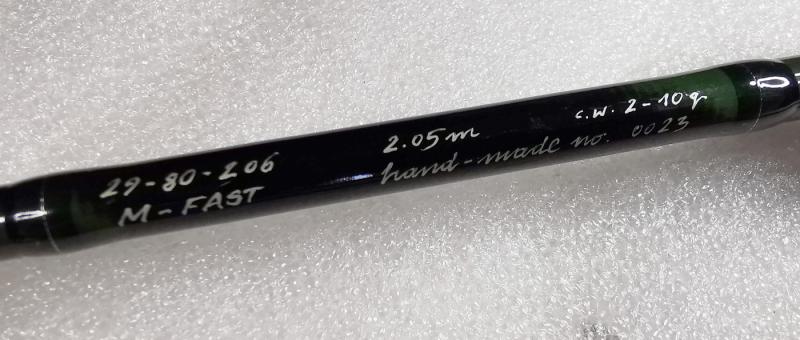 29-80-206
M-FAST
2.05m
hand-made no. 0023
c.w. 2-10g